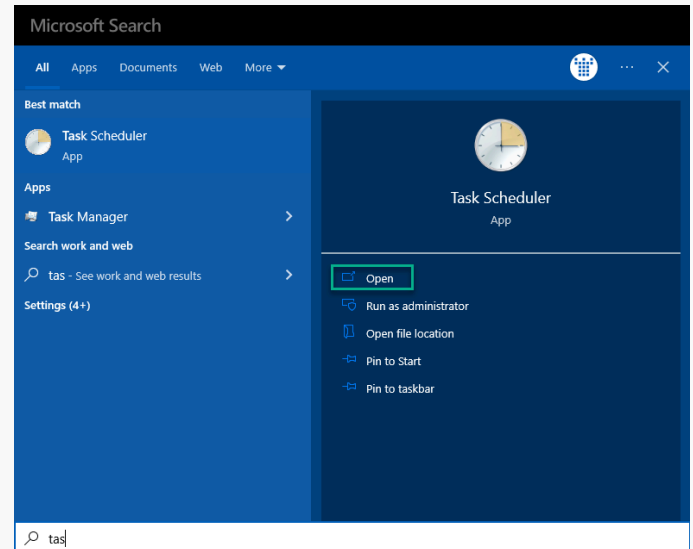 Microsoft Search
All Apps Documents Web More
Best match
Task Scheduler
App
Apps
Task Manager
Search work and web
tas - See work and web results
Settings (4+)
Task Scheduler
App
Open
Run as administrator
Open file location
Pin to Start
Pin to taskbar
tas